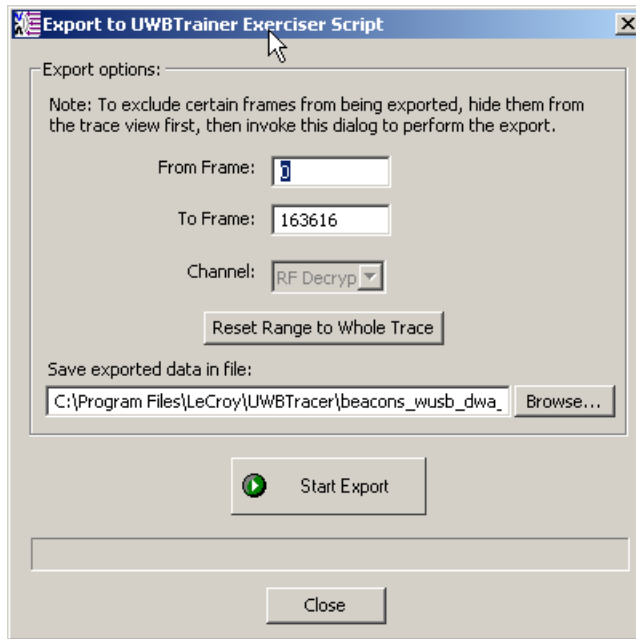 Export to UWBTrainer Exerciser Script
Export options:
Note: To exclude certain frames from being exported, hide them from
the trace view first, then invoke this dialog to perform the export.
From Frame: 0
To Frame: 163616
Channel: RF Decryp
Reset Range to Whole Trace
Save exported data in file:
C:\Program Files\LeCroy\UWBTracer\beacons_wusb_dwa_ Browse...
Start Export
Close